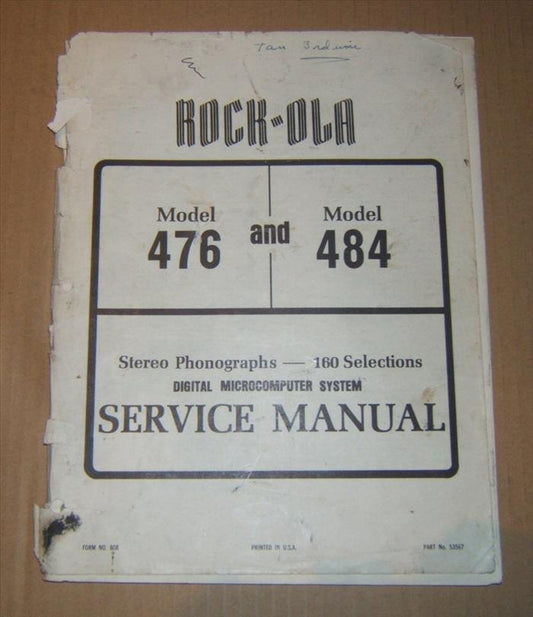 ROCK-OLA
Model
476
and
Model
484
Stereo Phonographs — 160 Selections
DIGITAL MICROCOMPUTER SYSTEM
SERVICE MANUAL
FORM NO. 808
PRINTED IN U.S.A.
PART No. 53567